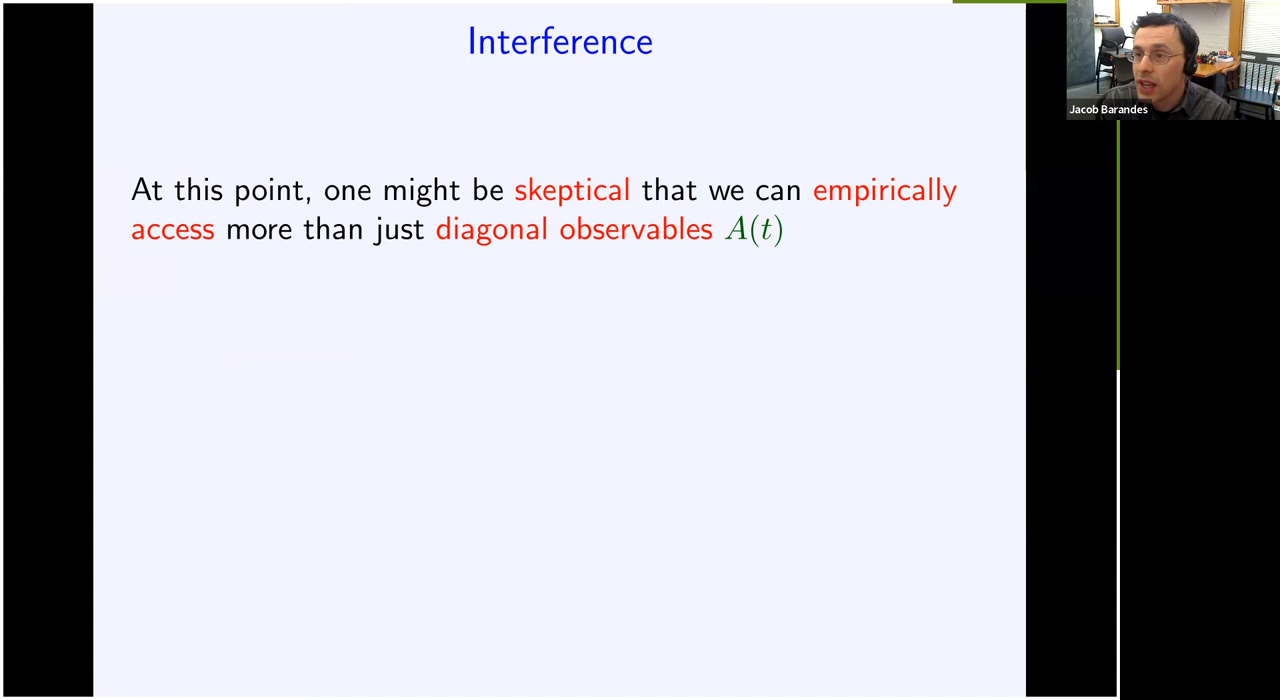 Interference
Jacob Barandes
At this point, one might be skeptical that we can empirically
access more than just diagonal observables A(t)